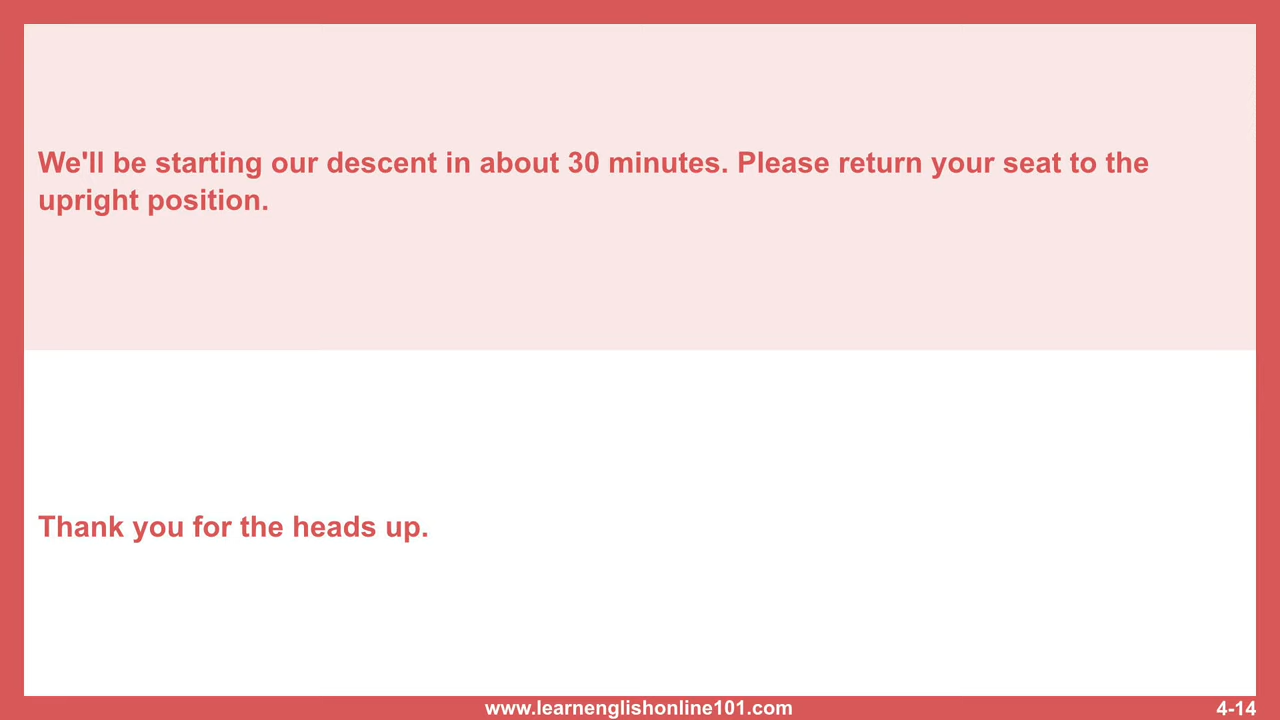 We'll be starting our descent in about 30 minutes. Please return your seat to the
upright position.
Thank you for the heads up.
www.learnenglishonline101.com
4-14